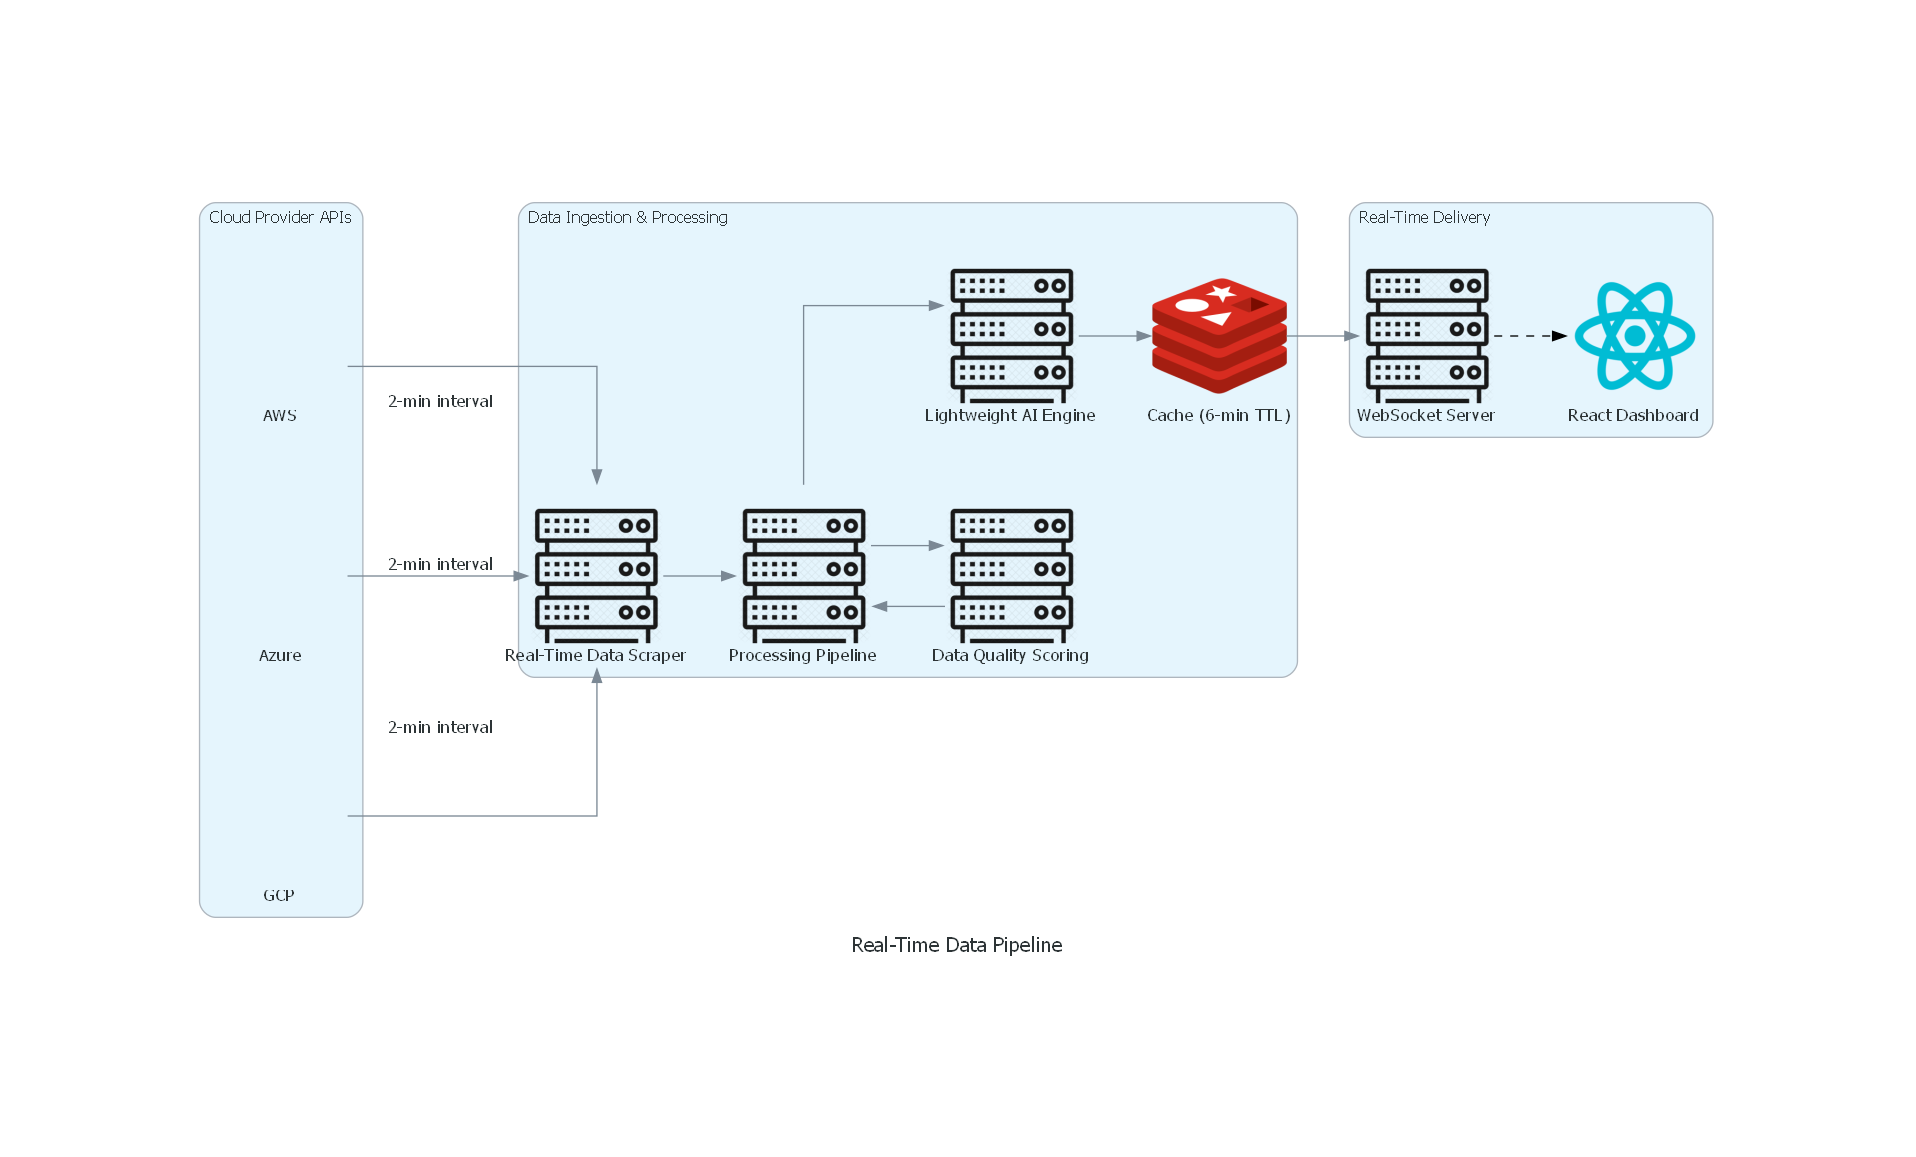 Cloud Provider APIs
Data Ingestion & Processing
Real-Time Delivery
2-min interval
AWS
Lightweight AI Engine
Cache (6-min TTL)
WebSocket Server
React Dashboard
2-min interval
Azure
Real-Time Data Scraper
Processing Pipeline
Data Quality Scoring
2-min interval
GCP
Real-Time Data Pipeline